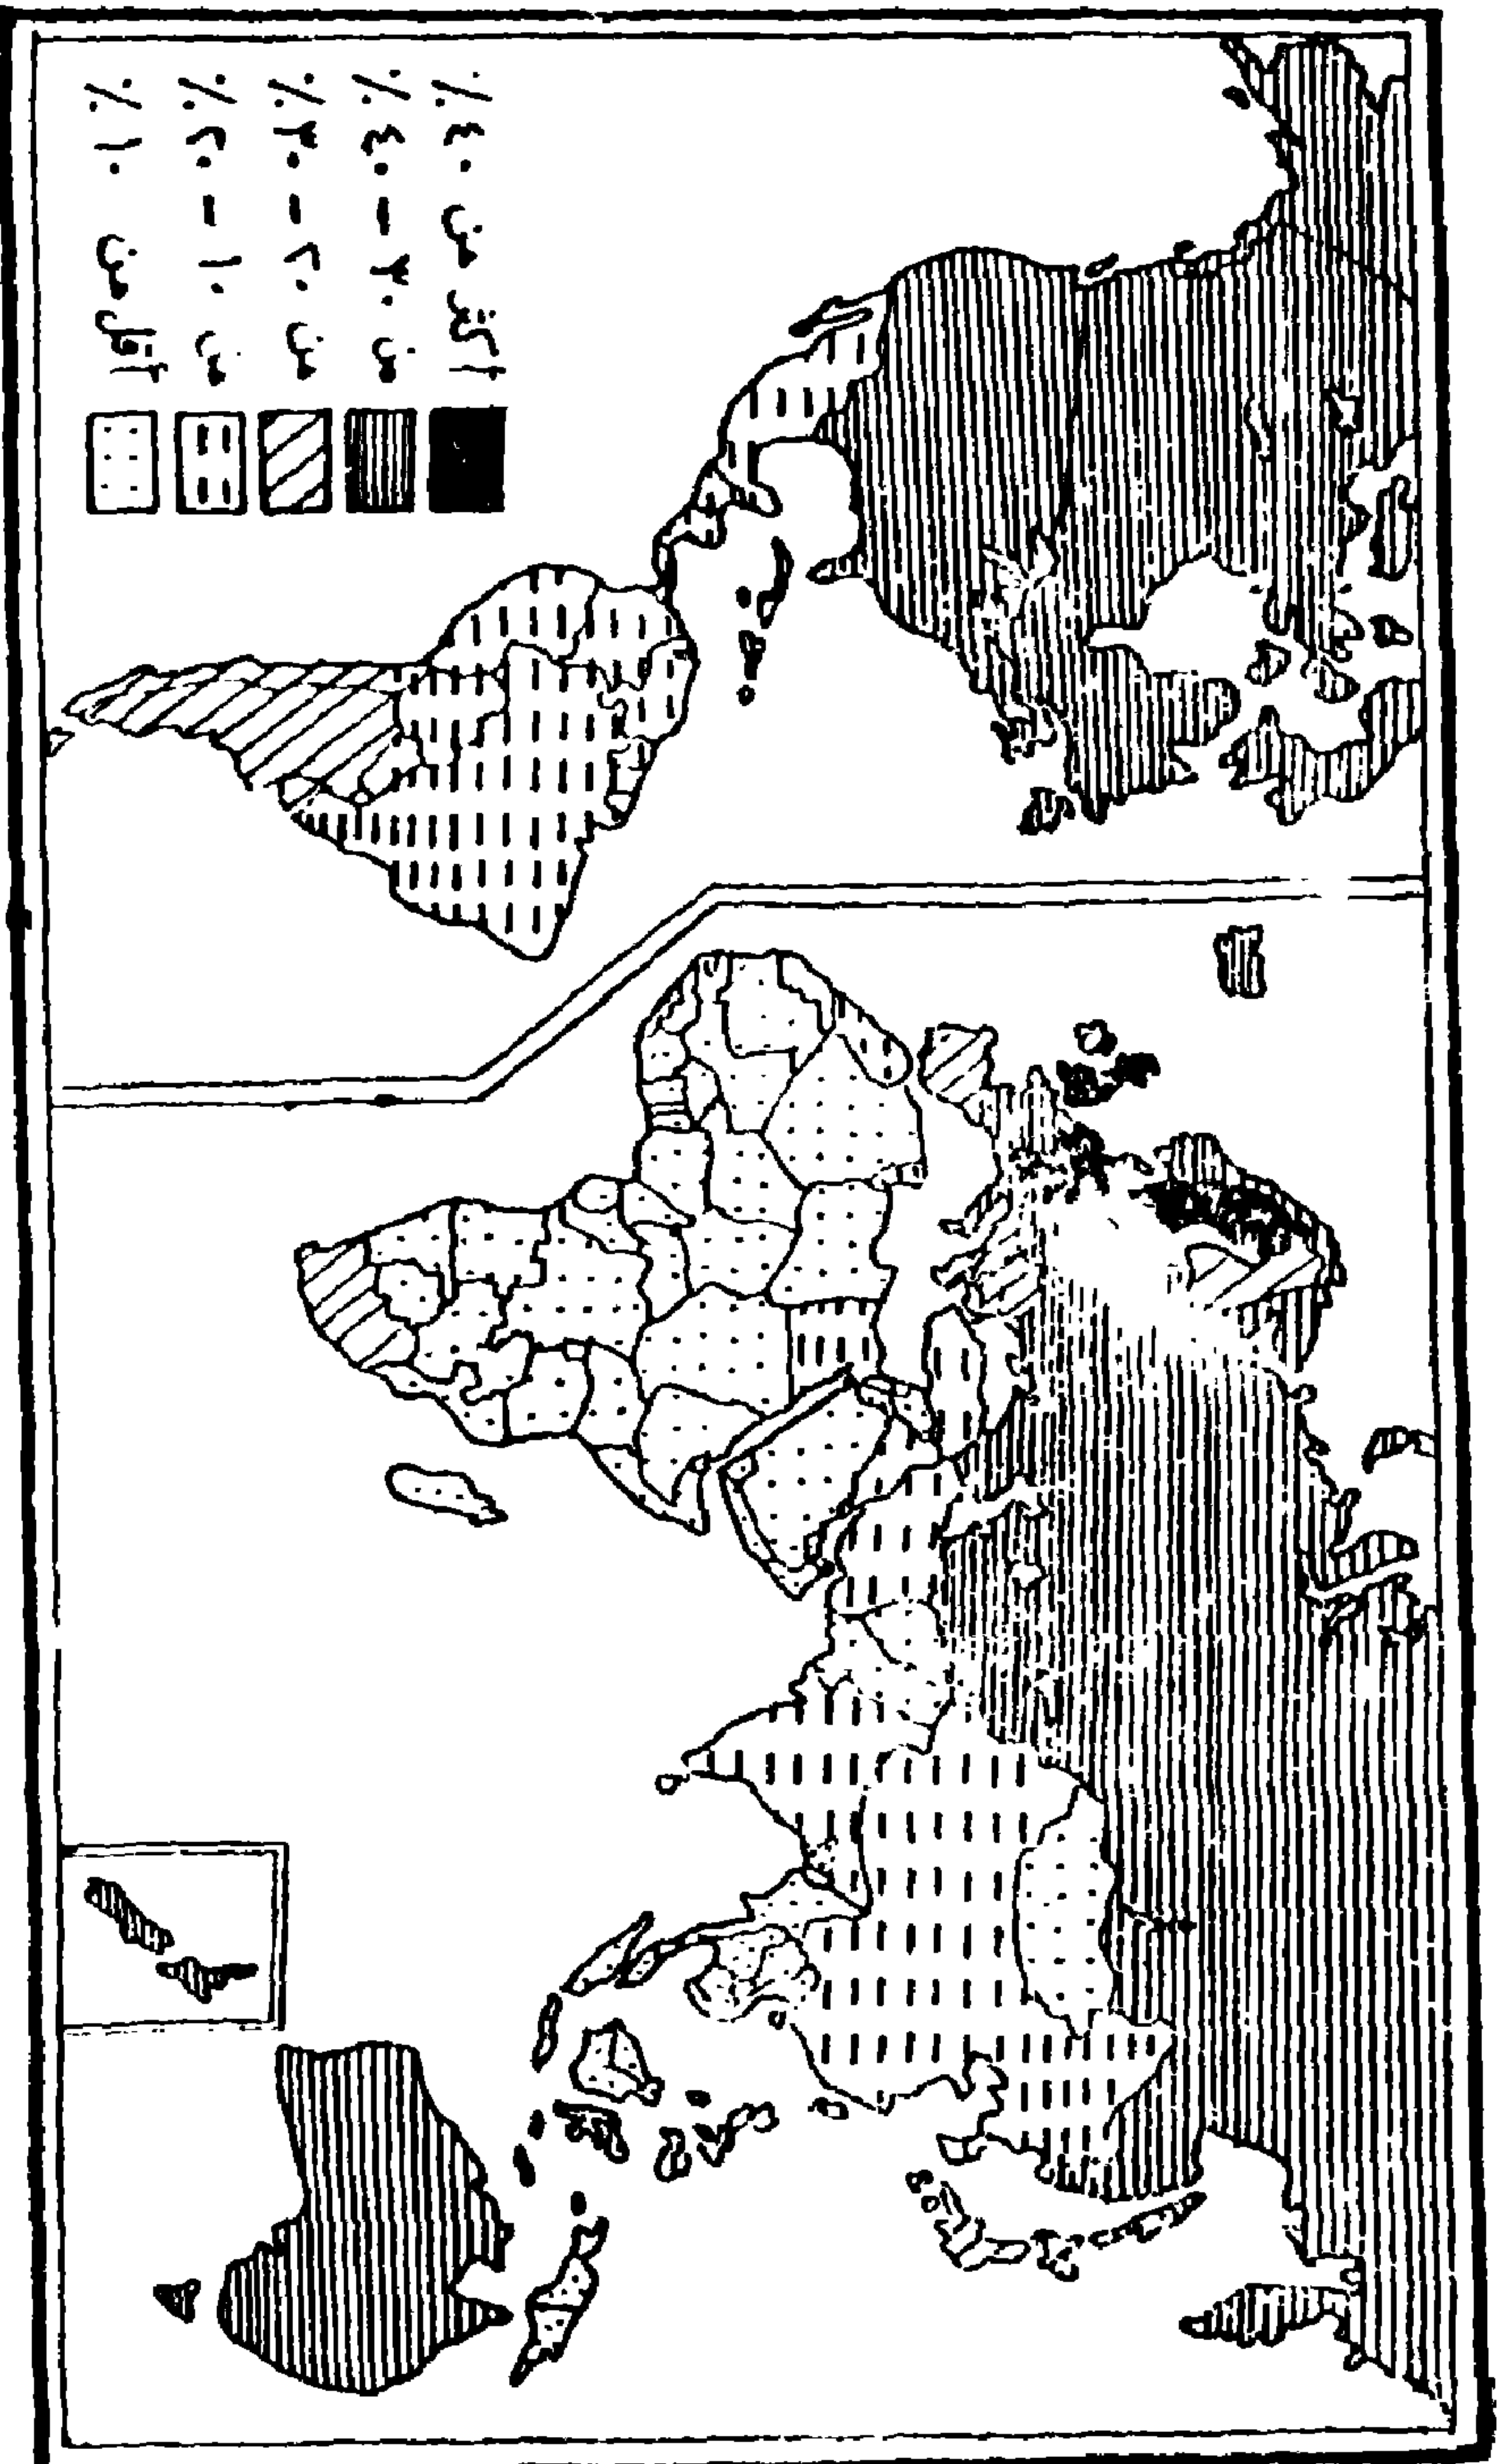 أكثر من ٤٠ ٪
من ٣٠ - ٤٠ ٪
من ٢٠ - ٣٠ ٪
من ١٠ - ٢٠ ٪
أقل من ١٠ ٪